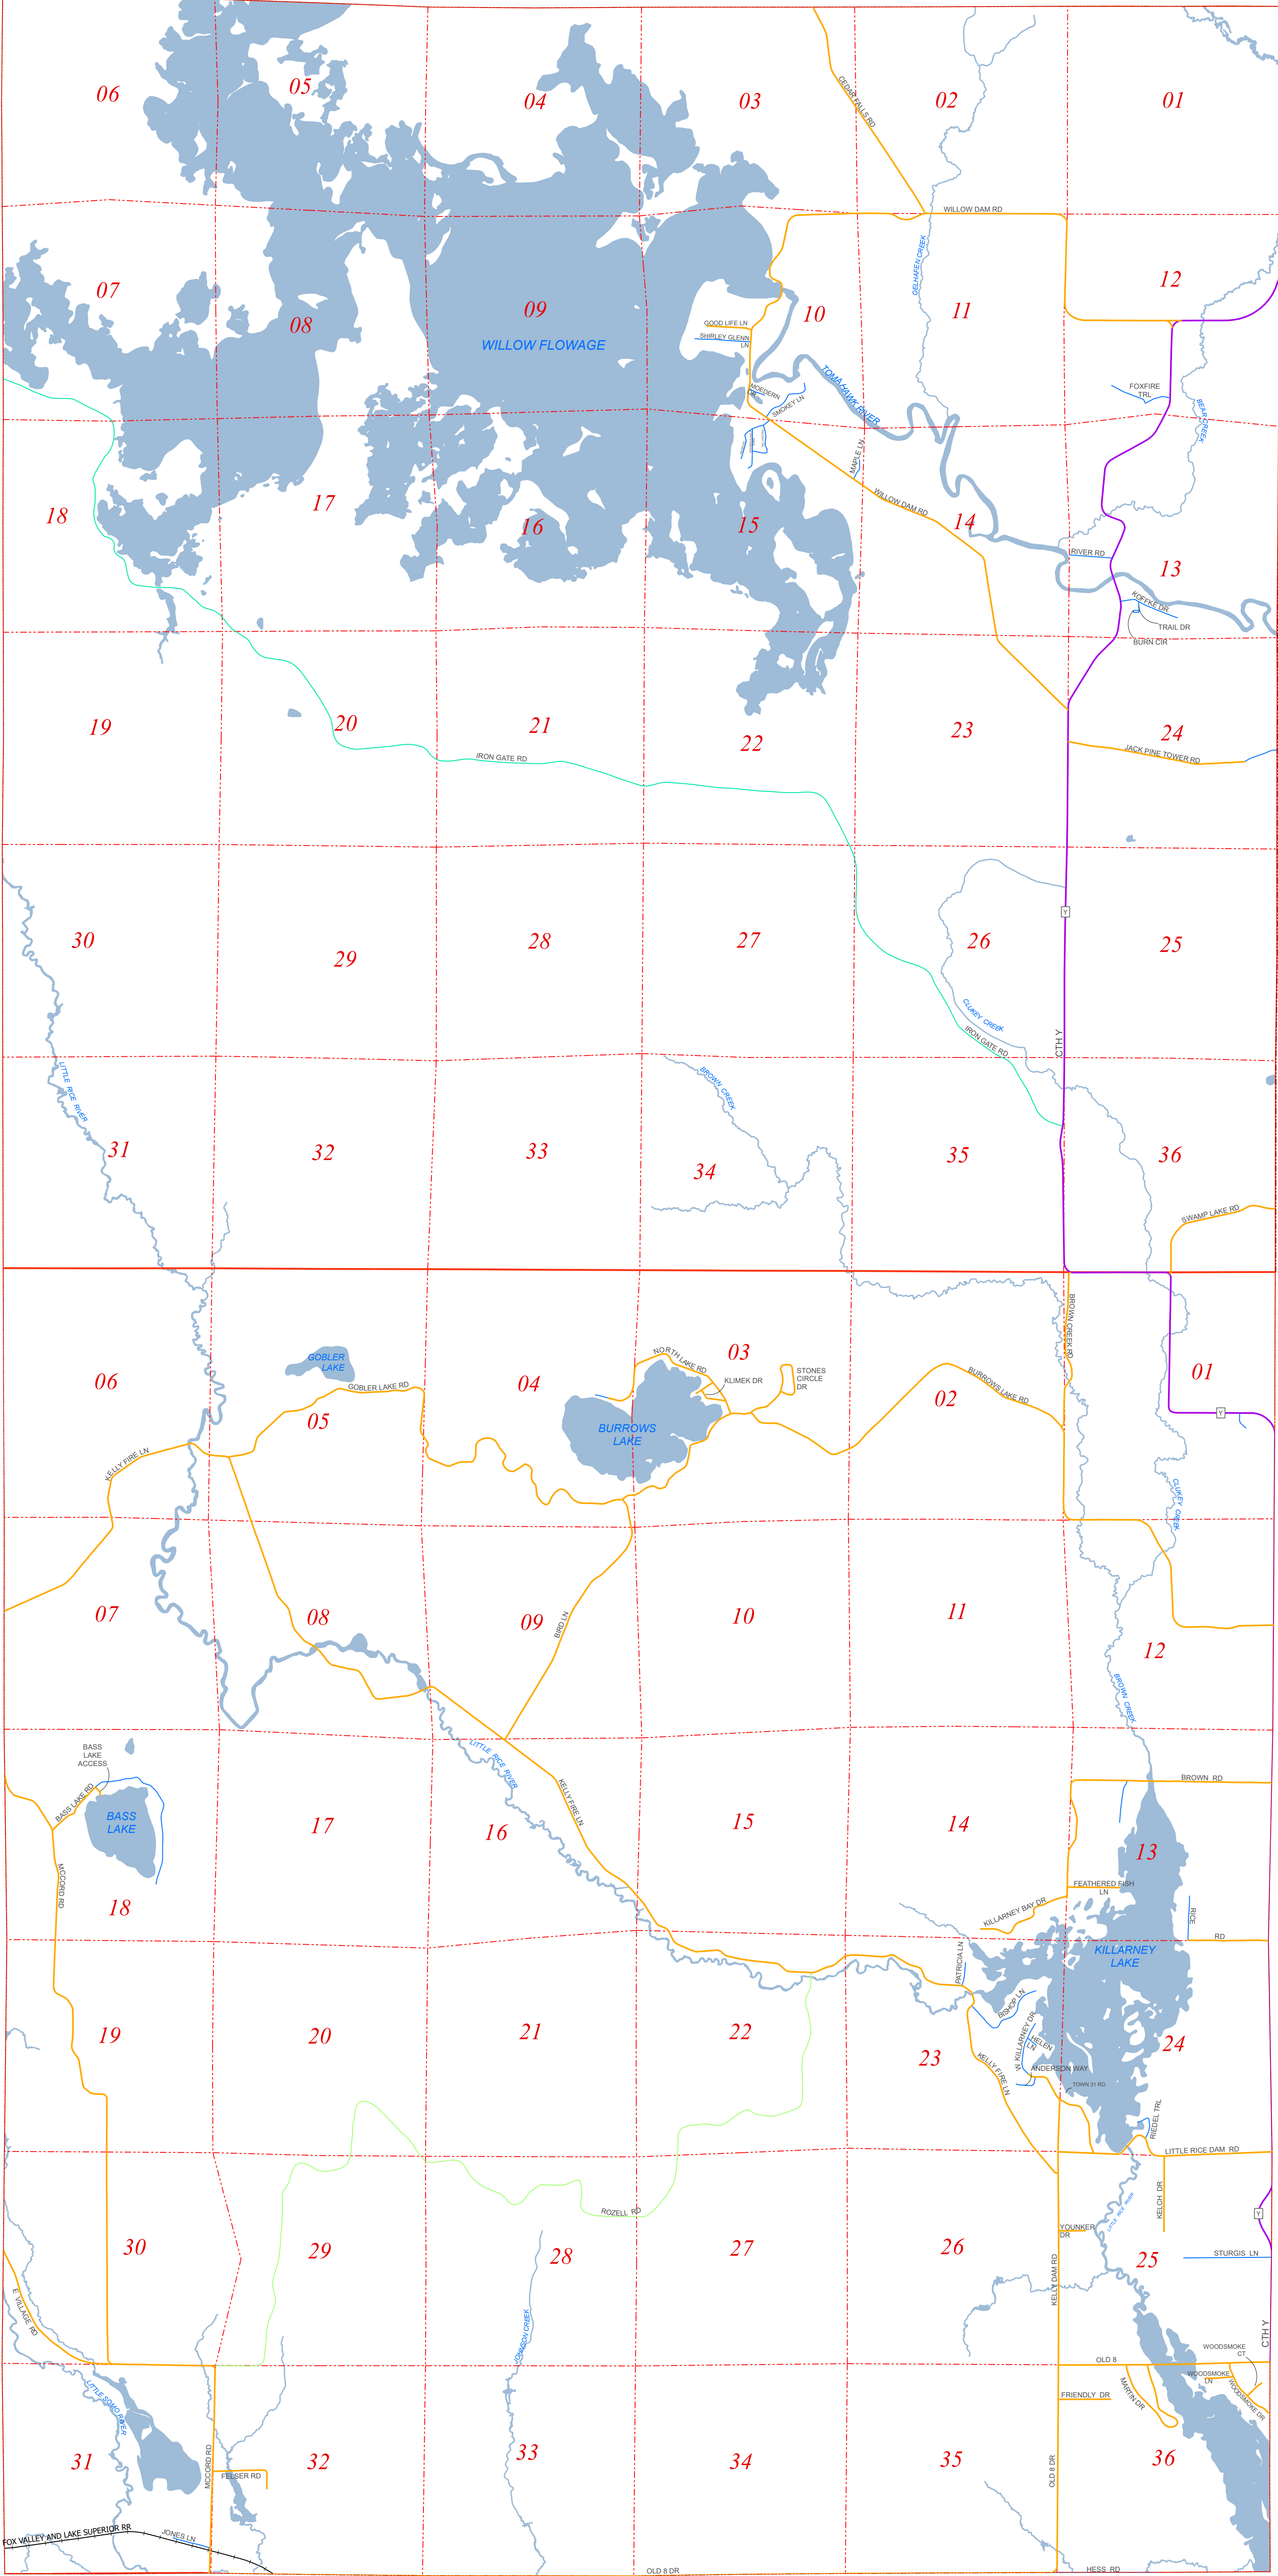 06
05
04
03
02
01
CEDAR FALLS RD
WILLOW DAM RD
OELHAFEN CREEK
07
08
09
10
11
12
WILLOW FLOWAGE
GOOD LIFE LN
SHIRLEY GLENN
LN
MOEDERN
DR
SMOKEY LN
TOMAHAWK RIVER
FOXFIRE
TRL
BEAR CREEK
MAPLE LN
WILLOW DAM RD
18
17
16
15
14
13
RIVER RD
KOFFKE DR
TRAIL DR
BURN CIR
19
20
21
22
23
24
IRON GATE RD
JACK PINE TOWER RD
30
29
28
27
26
25
Y
CLUKEY CREEK
IRON GATE RD
CTH Y
LITTLE RICE RIVER
BROWN CREEK
31
32
33
34
35
36
SWAMP LAKE RD
BROWN CREEK RD
06
05
04
03
02
01
GOBLER
LAKE
GOBLER LAKE RD
NORTH LAKE RD
KLIMEK DR
STONES
CIRCLE
DR
BURROWS LAKE RD
BURROWS
LAKE
Y
KELLY FIRE LN
CLUKEY CREEK
07
08
09
10
11
12
BIRD LN
BROWN CREEK
BASS
LAKE
ACCESS
BASS LAKE RD
BASS
LAKE
LITTLE RICE RIVER
KELLY FIRE LN
BROWN RD
MCCORD RD
18
17
16
15
14
13
FEATHERED FISH
LN
KILLARNEY BAY DR
RICE
RD
KILLARNEY
LAKE
PATRICIA LN
BISHOP LN
W KILLARNEY DR
HELEN
LN
ANDERSON WAY
TOWN 31 RD
KELLY FIRE LN
19
20
21
22
23
24
RIEDEL TRL
LITTLE RICE DAM RD
KELCH DR
LITTLE RICE RIVER
ROZELL RD
YOUNKER
DR
Y
30
29
28
27
26
25
STURGIS LN
KELLY DAM RD
E VILLAGE RD
JOHNSON CREEK
CTH Y
OLD 8
WOODSMOKE
CT
WOODSMOKE
LN
WOODSMOKE DR
MARTIN DR
FRIENDLY DR
LITTLE SOMO RIVER
31
32
33
34
35
36
MCCORD RD
FELSER RD
OLD 8 DR
FOX VALLEY AND LAKE SUPERIOR RR
JONES LN
OLD 8 DR
HESS RD